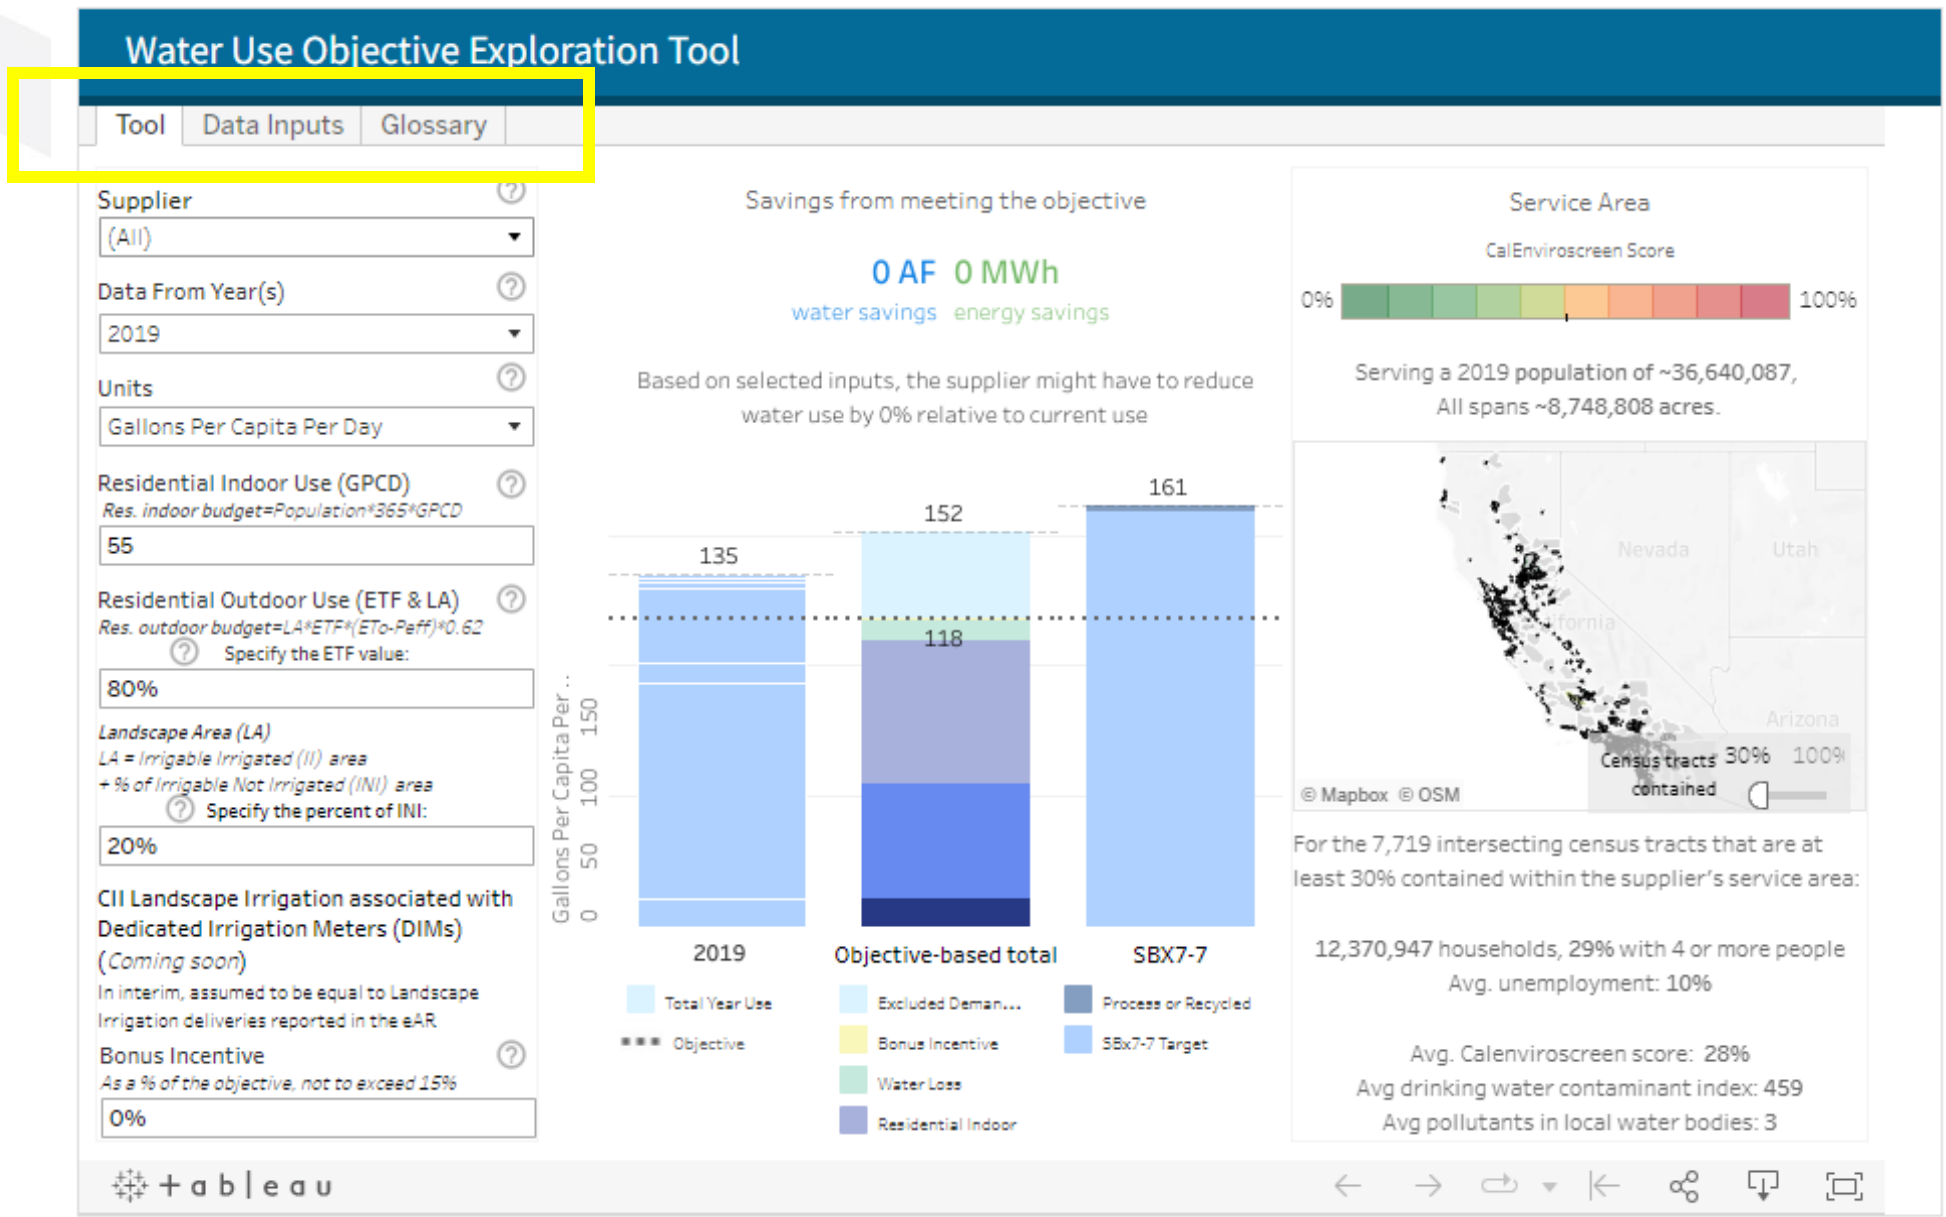 Water Use Objective Exploration Tool
Tool
Data Inputs
Glossary
Supplier
(All)
Data From Year(s)
2019
Units
Gallons Per Capita Per Day
Residential Indoor Use (GPCD)
Res. indoor budget=Population*365*GPCD
55
Residential Outdoor Use (ETF & LA)
Res. outdoor budget=LA*ETF*(ETo-Peff)*0.62
Specify the ETF value:
80%
Landscape Area (LA)
LA = Irrigable Irrigated (II) area
+ % of Irrigable Not Irrigated (INI) area
Specify the percent of INI:
20%
CII Landscape Irrigation associated with
Dedicated Irrigation Meters (DIMs)
(Coming soon)
In interim, assumed to be equal to Landscape
Irrigation deliveries reported in the eAR
Bonus Incentive
As a % of the objective, not to exceed 15%
0%
Savings from meeting the objective
0 AF 0 MWh
water savings energy savings
Based on selected inputs, the supplier might have to reduce
water use by 0% relative to current use
161
152
135
118
Gallons Per Capita Per ..
150
100
50
0
2019
Objective-based total
SBX7-7
Total Year Use
Objective
Excluded Deman...
Bonus Incentive
Water Loss
Residential Indoor
Process or Recycled
SBx7-7 Target
Service Area
CalEnviroscreen Score
0%
100%
Serving a 2019 population of ~36,640,087,
All spans ~8,748,808 acres.
Nevada
Utah
ifornia
Arizona
Census tracts
contained
30%
100%
© Mapbox © OSM
For the 7,719 intersecting census tracts that are at
least 30% contained within the supplier's service area:
12,370,947 households, 29% with 4 or more people
Avg. unemployment: 10%
Avg. Calenviroscreen score: 28%
Avg drinking water contaminant index: 459
Avg pollutants in local water bodies: 3
+ableau